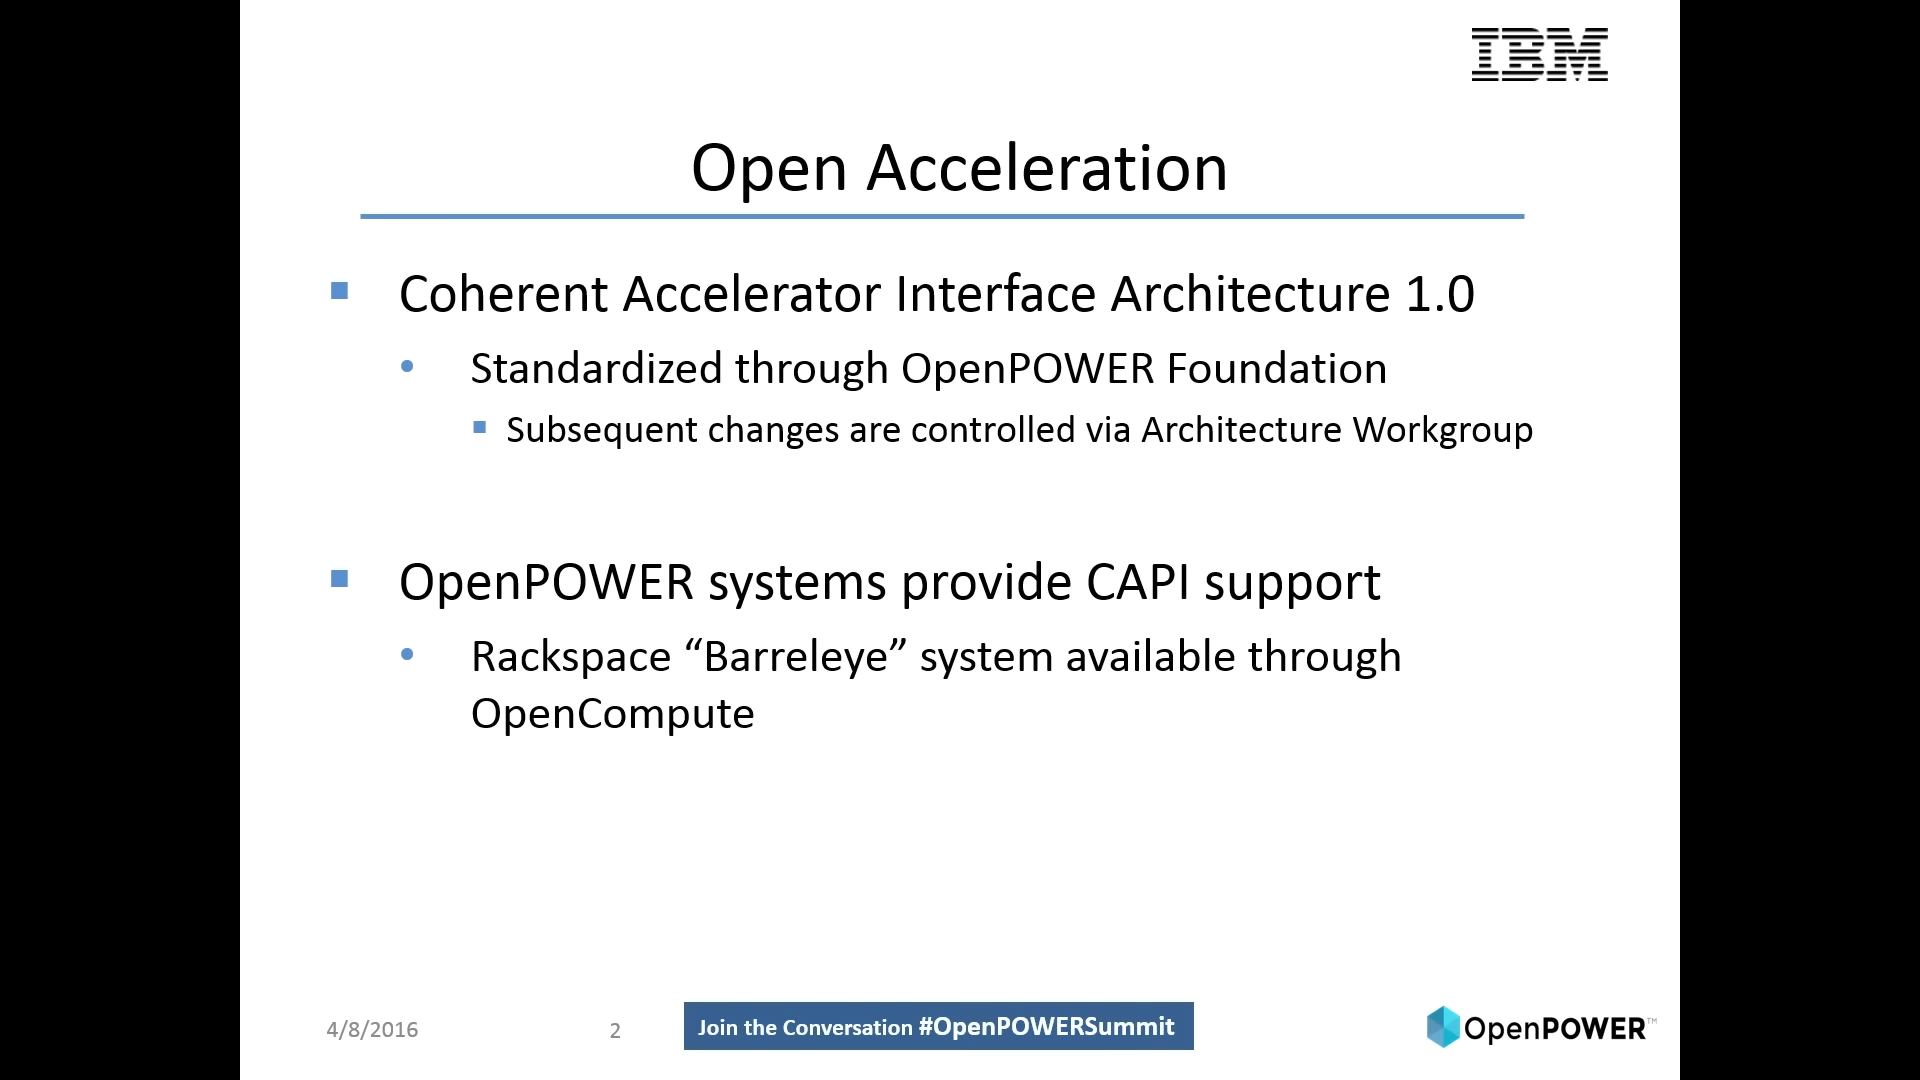 IBM
Open Acceleration
Coherent Accelerator Interface Architecture 1.0
Standardized through OpenPOWER Foundation
Subsequent changes are controlled via Architecture Workgroup
OpenPOWER systems provide CAPI support
Rackspace “Barreleye” system available through
OpenCompute
4/8/2016
2
Join the Conversation #OpenPOWERSummit
OpenPOWER™